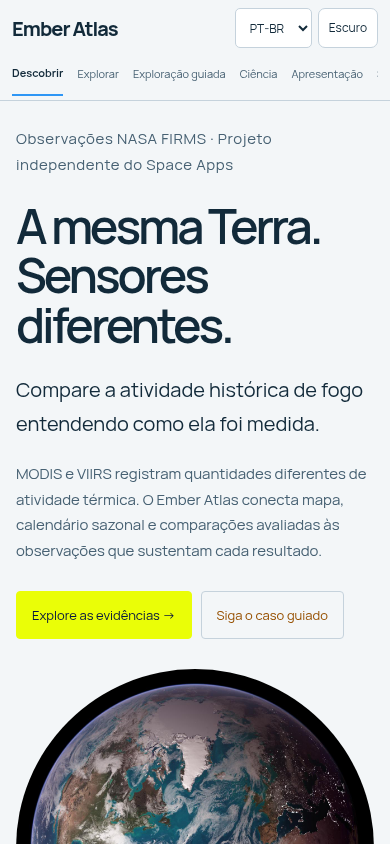 Ember Atlas
PT-BR
Escuro
Descobrir
Explorar
Exploração guiada
Ciência
Apresentação
Observações NASA FIRMS · Projeto
independente do Space Apps
A mesma Terra.
Sensores
diferentes.
Compare a atividade histórica de fogo
entendendo como ela foi medida.
MODIS e VIIRS registram quantidades diferentes de
atividade térmica. O Ember Atlas conecta mapa,
calendário sazonal e comparações avaliadas às
observações que sustentam cada resultado.
Explore as evidências →
Siga o caso guiado